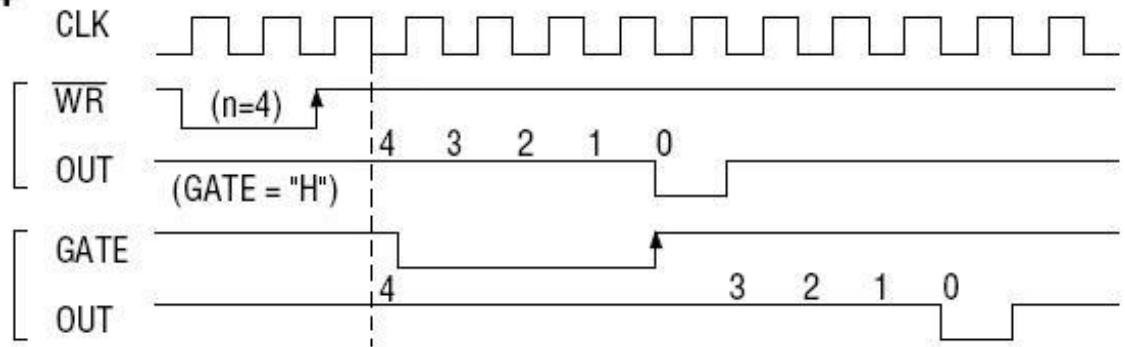 CLK
WR (n=4)
4 3 2 1 0
OUT
(GATE = "H")
GATE
4 3 2 1 0
OUT